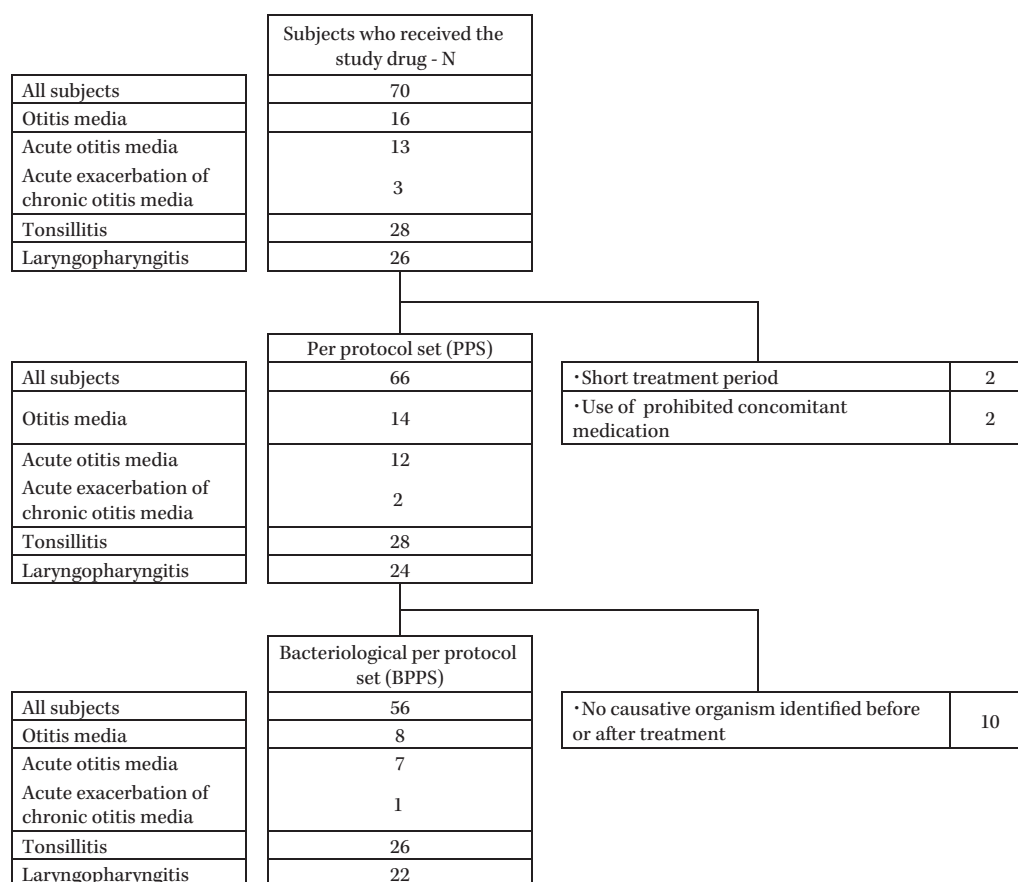 Subjects who received the
study drug - N
All subjects 70
Otitis media 16
Acute otitis media 13
Acute exacerbation of
chronic otitis media 3
Tonsillitis 28
Laryngopharyngitis 26
Per protocol set (PPS)
All subjects 66
Otitis media 14
Acute otitis media 12
Acute exacerbation of
chronic otitis media 2
Tonsillitis 28
Laryngopharyngitis 24
・Short treatment period 2
・Use of prohibited concomitant
medication 2
Bacteriological per protocol
set (BPPS)
All subjects 56
Otitis media 8
Acute otitis media 7
Acute exacerbation of
chronic otitis media 1
Tonsillitis 26
Laryngopharyngitis 22
・No causative organism identified before
or after treatment 10